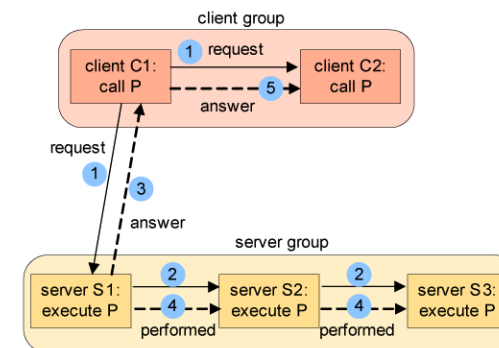 client group
1 request
client C1:
call P
client C2:
call P
5
answer
request
1
3
answer
server group
server S1:
execute P
2
4
performed
server S2:
execute P
2
4
performed
server S3:
execute P